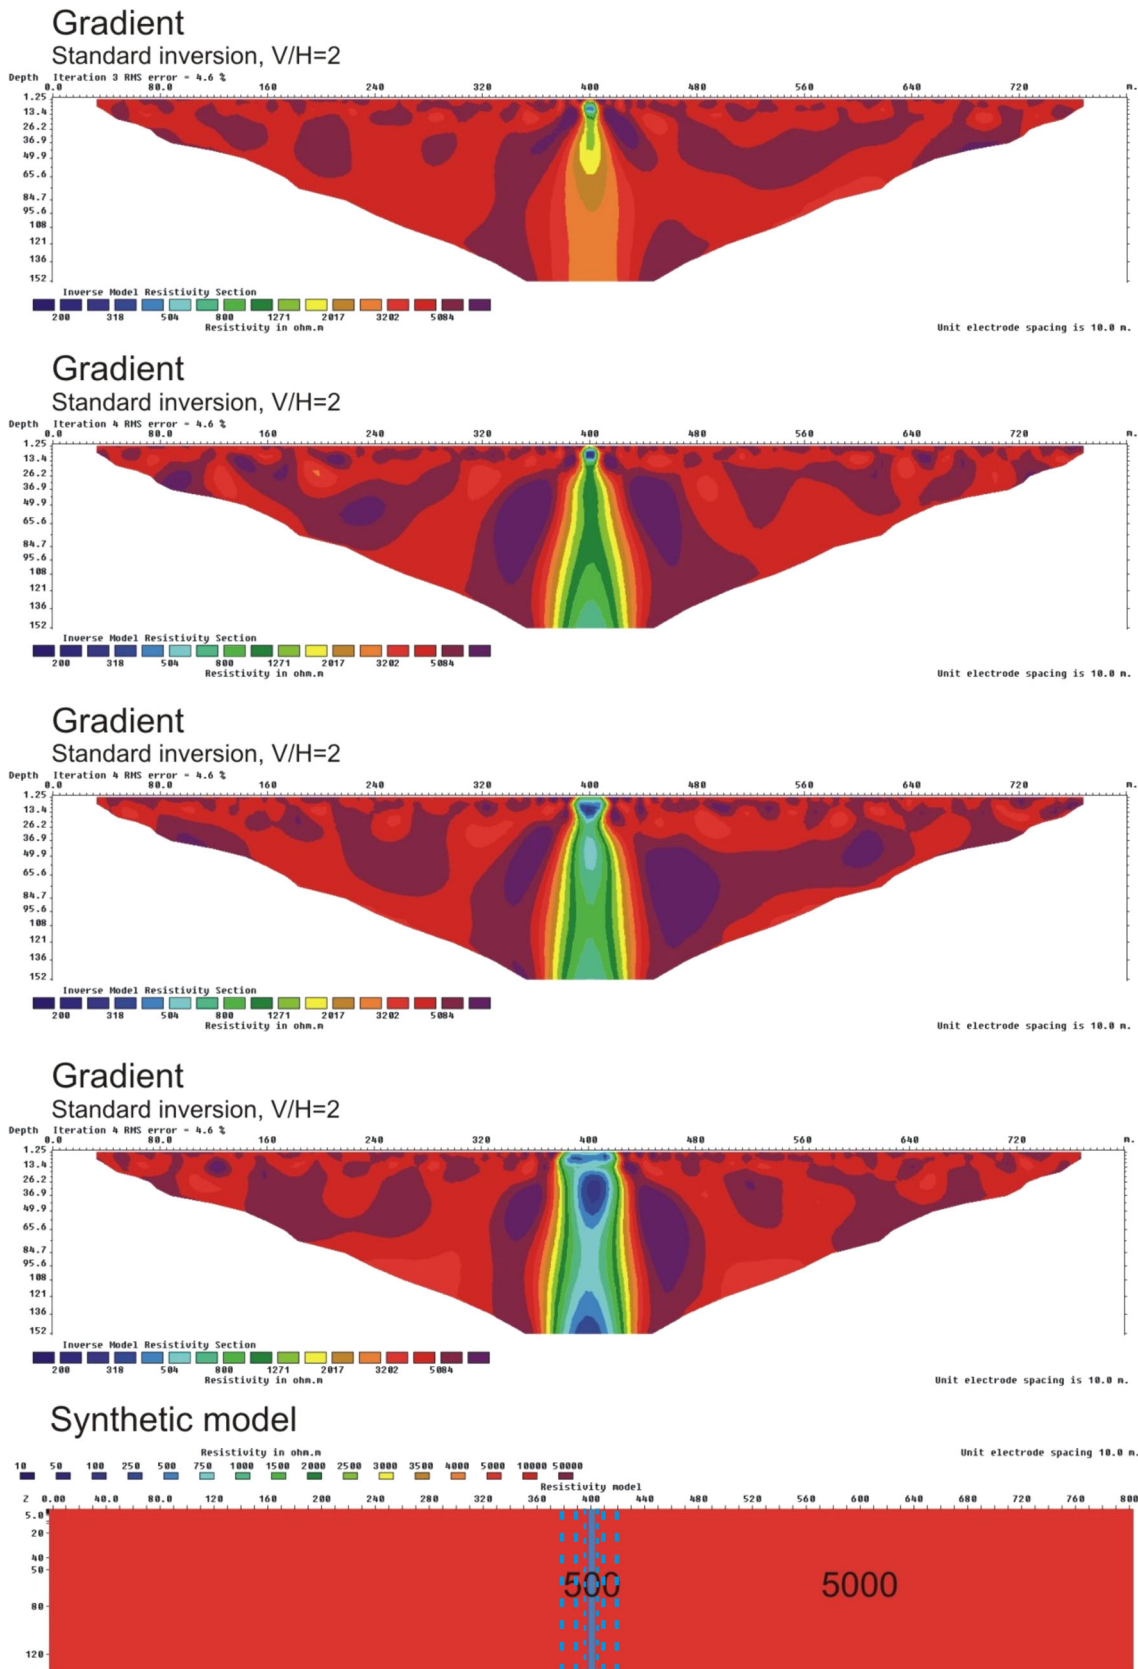 Gradient
Standard inversion, V/H=2
Depth Iteration 3 RMS error = 4.6 %
0.0 80.0 160 240 320 400 480 560 640 720 m.
1.25
13.4
26.2
36.9
49.9
65.6
84.7
95.6
108
121
136
152
Inverse Model Resistivity Section
200 318 504 800 1271 2017 3202 5084
Resistivity in ohm.m
Unit electrode spacing is 10.0 m.
Gradient
Standard inversion, V/H=2
Depth Iteration 4 RMS error = 4.6 %
0.0 80.0 160 240 320 400 480 560 640 720 m.
1.25
13.4
26.2
36.9
49.9
65.6
84.7
95.6
108
121
136
152
Inverse Model Resistivity Section
200 318 504 800 1271 2017 3202 5084
Resistivity in ohm.m
Unit electrode spacing is 10.0 m.
Gradient
Standard inversion, V/H=2
Depth Iteration 4 RMS error = 4.6 %
0.0 80.0 160 240 320 400 480 560 640 720 m.
1.25
13.4
26.2
36.9
49.9
65.6
84.7
95.6
108
121
136
152
Inverse Model Resistivity Section
200 318 504 800 1271 2017 3202 5084
Resistivity in ohm.m
Unit electrode spacing is 10.0 m.
Gradient
Standard inversion, V/H=2
Depth Iteration 4 RMS error = 4.6 %
0.0 80.0 160 240 320 400 480 560 640 720 m.
1.25
13.4
26.2
36.9
49.9
65.6
84.7
95.6
108
121
136
152
Inverse Model Resistivity Section
200 318 504 800 1271 2017 3202 5084
Resistivity in ohm.m
Unit electrode spacing is 10.0 m.
Synthetic model
Resistivity in ohm.m
Unit electrode spacing 10.0 m.
10 50 100 250 500 750 1000 1500 2000 2500 3000 3500 4000 5000 10000 50000
Resistivity model
Z 0.00 40.0 80.0 120 160 200 240 280 320 360 400 440 480 520 560 600 640 680 720 760 800
5.0
20
40
50
500 5000
80
120